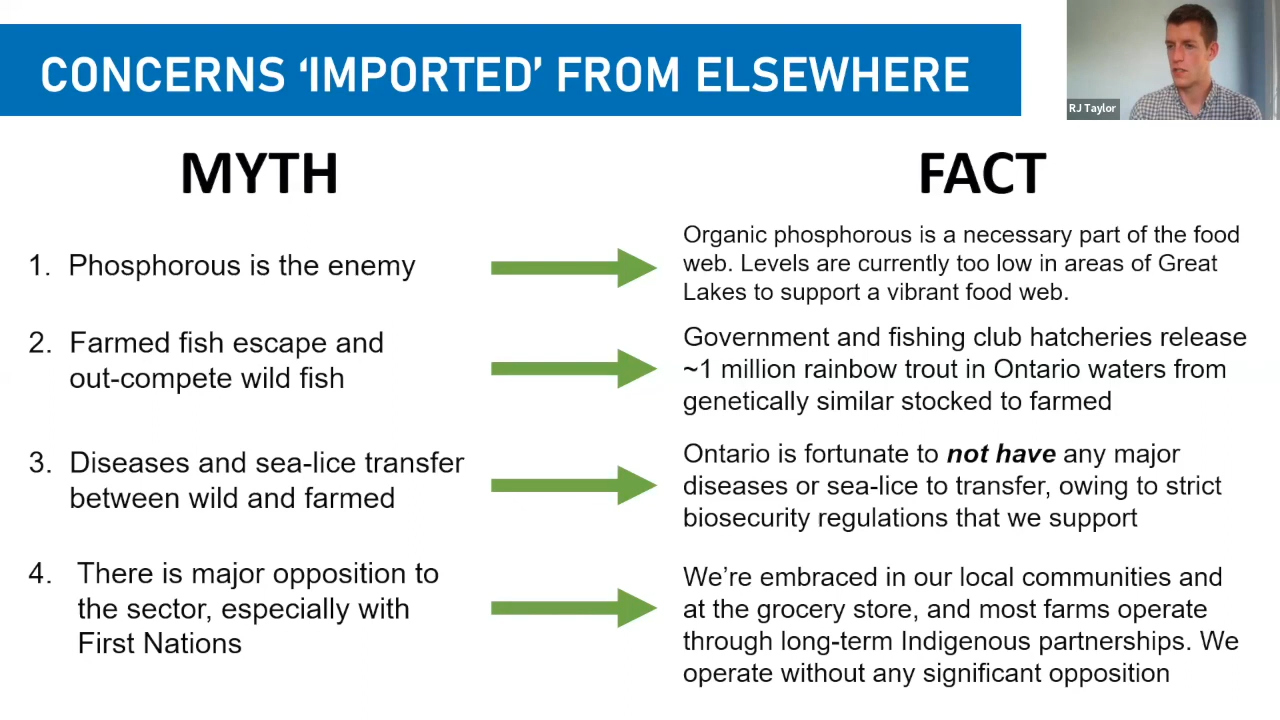 CONCERNS ‘IMPORTED’ FROM ELSEWHERE
RJ Taylor
MYTH
FACT
1. Phosphorous is the enemy
Organic phosphorous is a necessary part of the food
web. Levels are currently too low in areas of Great
Lakes to support a vibrant food web.
2. Farmed fish escape and
out-compete wild fish
Government and fishing club hatcheries release
~1 million rainbow trout in Ontario waters from
genetically similar stocked to farmed
3. Diseases and sea-lice transfer
between wild and farmed
Ontario is fortunate to not have any major
diseases or sea-lice to transfer, owing to strict
biosecurity regulations that we support
4. There is major opposition to
the sector, especially with
First Nations
We’re embraced in our local communities and
at the grocery store, and most farms operate
through long-term Indigenous partnerships. We
operate without any significant opposition